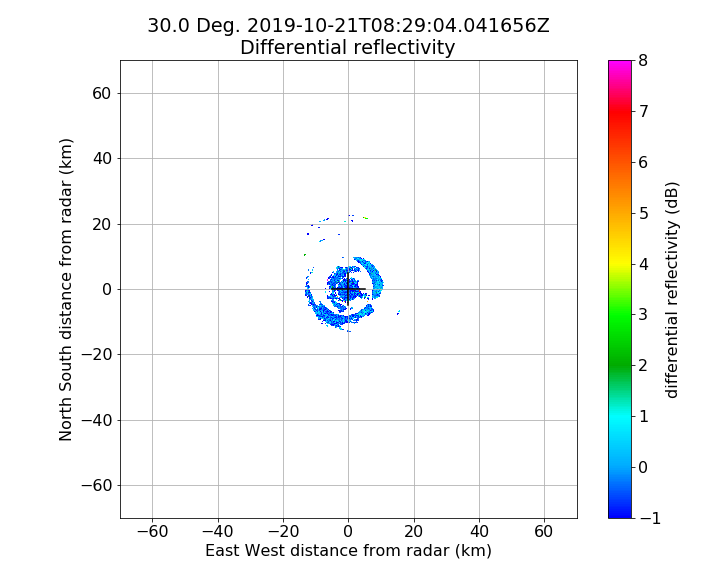 30.0 Deg. 2019-10-21T08:29:04.041656Z
Differential reflectivity
60
40
20
0
−20
−40
−60
North South distance from radar (km)
−60 −40 −20 0 20 40 60
East West distance from radar (km)
8
7
6
5
4
3
2
1
0
−1
differential reflectivity (dB)